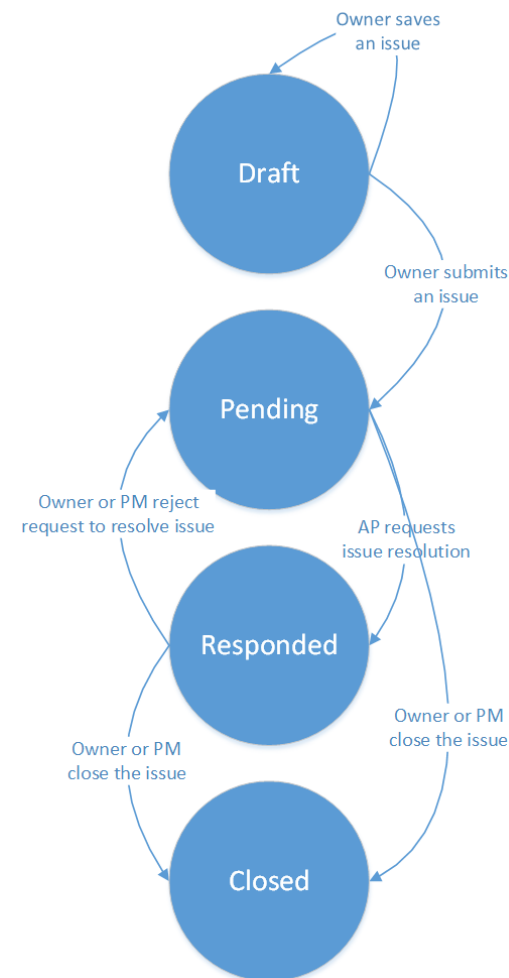 Owner saves
an issue
Draft
Owner submits
an issue
Pending
Owner or PM reject
request to resolve issue
AP requests
issue resolution
Responded
Owner or PM
close the issue
Owner or PM
close the issue
Closed